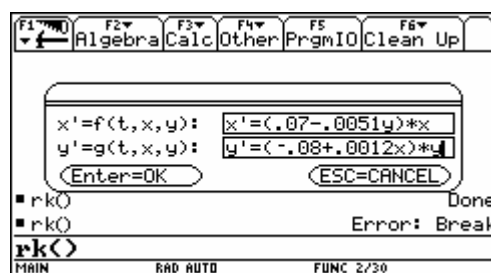 F1 F2▼ F3▼ F4▼ F5 F6▼
Algebra Calc Other PrgmIO Clean Up
x'=f(t,x,y): x'=(.07-.0051y)*x
y'=g(t,x,y): y'=(-.08+.0012x)*y
Enter=OK ESC=CANCEL
▪rk() Done
▪rk() Error: Break
rk()
MAIN RAD AUTO FUNC 2/30